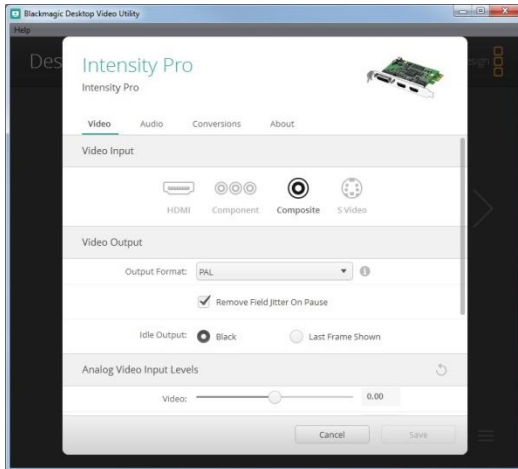 Blackmagic Desktop Video Utility
Help
Des
esign
Intensity Pro
Intensity Pro
Video Audio Conversions About
Video Input
HDMI Component Composite S Video
Video Output
Output Format: PAL
Remove Field Jitter On Pause
Idle Output: Black Last Frame Shown
Analog Video Input Levels
Video: 0.00
Cancel Save